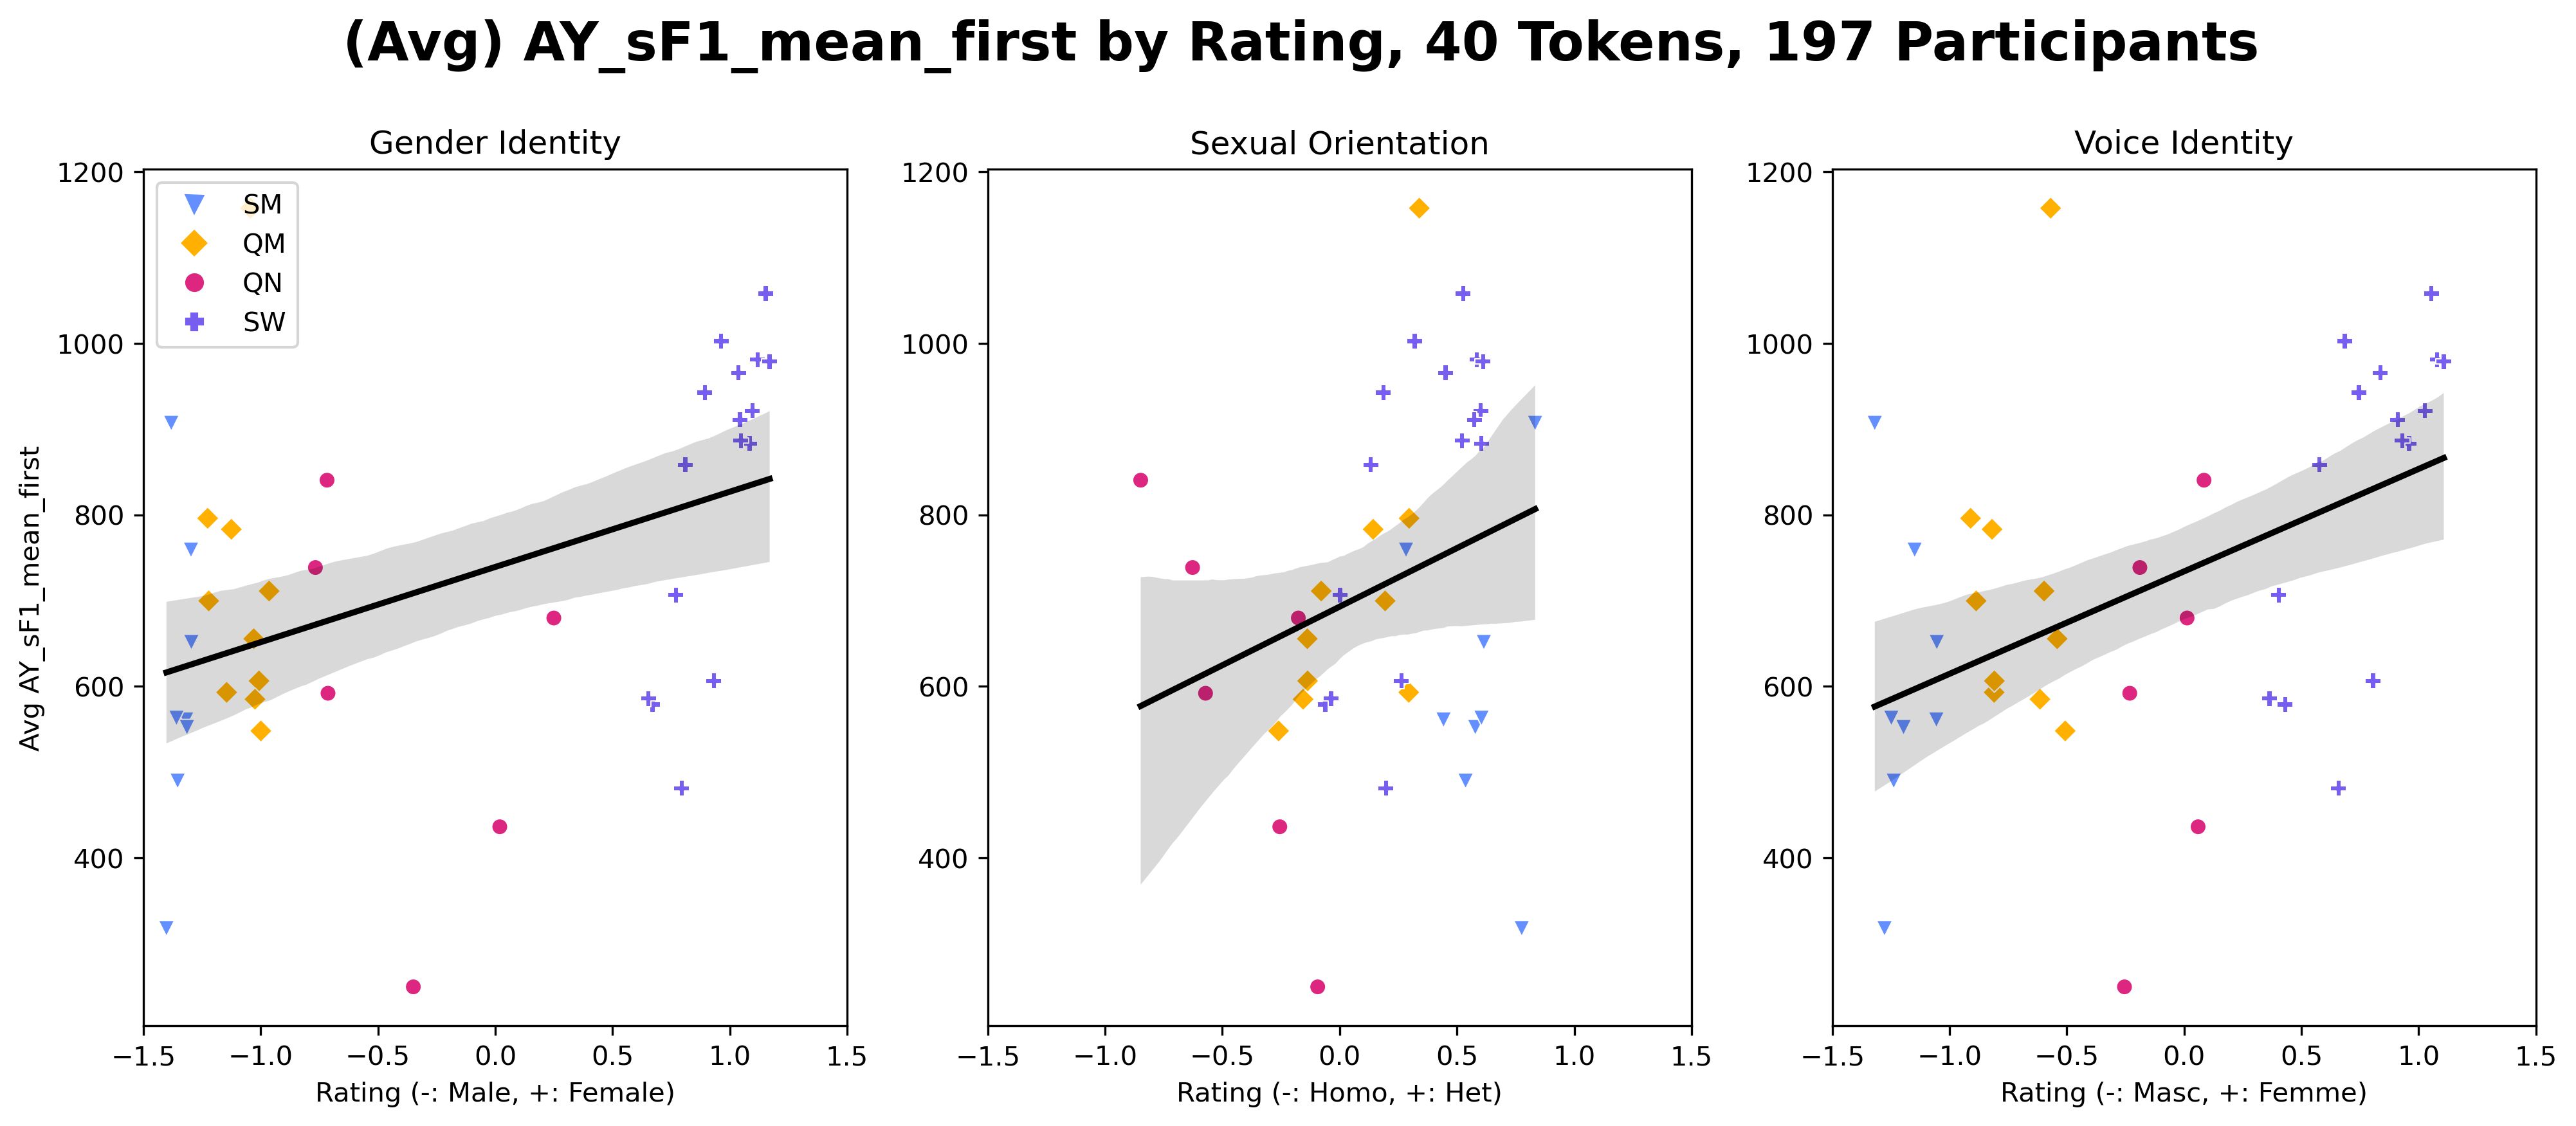 (Avg) AY_sF1_mean_first by Rating, 40 Tokens, 197 Participants
Gender Identity
Sexual Orientation
Voice Identity
Avg AY_sF1_mean_first
1200
1000
800
600
400
SM
QM
QN
SW
−1.5 −1.0 −0.5 0.0 0.5 1.0 1.5
Rating (-: Male, +: Female)
1200
1000
800
600
400
−1.5 −1.0 −0.5 0.0 0.5 1.0 1.5
Rating (-: Homo, +: Het)
1200
1000
800
600
400
−1.5 −1.0 −0.5 0.0 0.5 1.0 1.5
Rating (-: Masc, +: Femme)